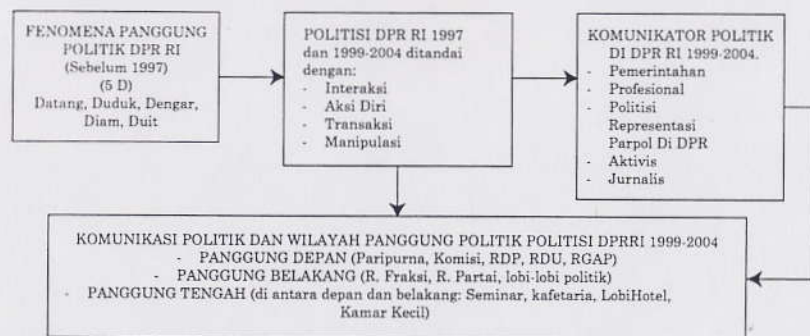 FENOMENA PANGGUNG
POLITIK DPR RI
(Sebelum 1997)
(5 D)
Datang, Duduk, Dengar,
Diam, Duit
POLITISI DPR RI 1997
dan 1999-2004 ditandai
dengan:
- Interaksi
- Aksi Diri
- Transaksi
- Manipulasi
KOMUNIKATOR POLITIK
DI DPR RI 1999-2004.
- Pemerintahan
- Profesional
- Politisi
Representasi
Parpol Di DPR
- Aktivis
- Jurnalis
KOMUNIKASI POLITIK DAN WILAYAH PANGGUNG POLITIK POLITISI DPRRI 1999-2004
- PANGGUNG DEPAN (Paripurna, Komisi, RDP, RDU, RGAP)
- PANGGUNG BELAKANG (R. Fraksi, R. Partai, lobi-lobi politik)
- PANGGUNG TENGAH (di antara depan dan belakang: Seminar, kafetaria, LobiHotel,
Kamar Kecil)